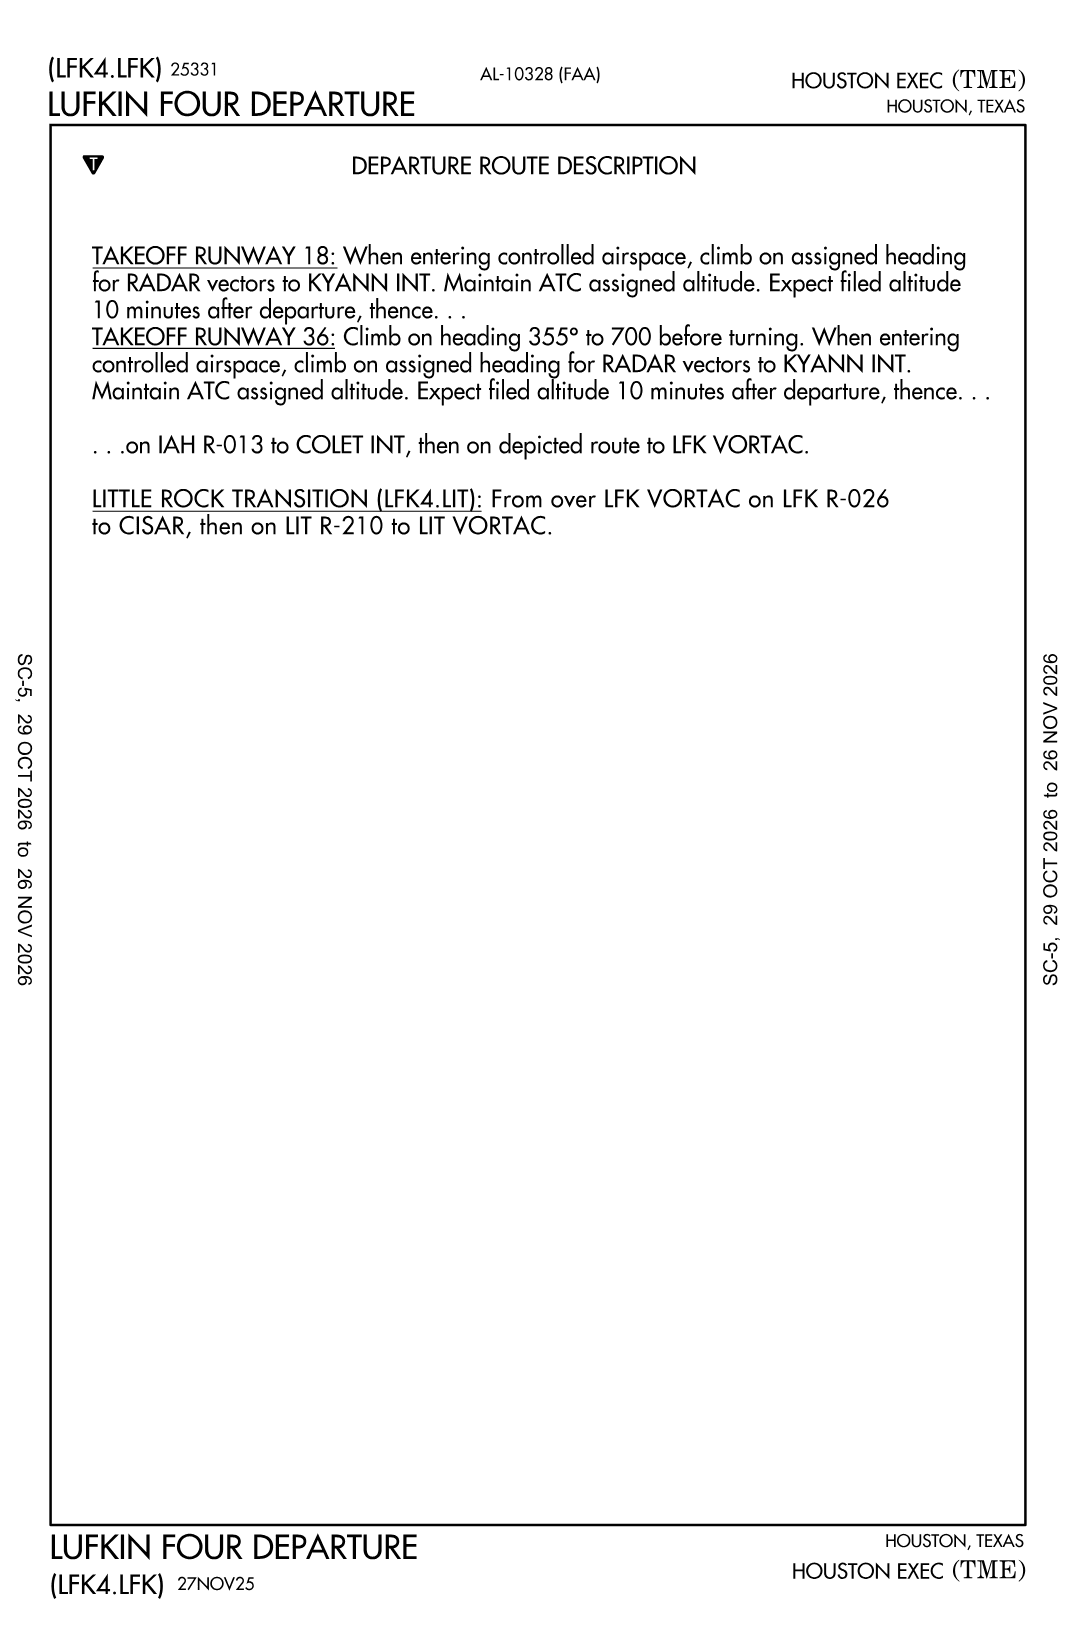 (LFK4.LFK) 25331
AL-10328 (FAA)
HOUSTON EXEC (TME)
LUFKIN FOUR DEPARTURE
HOUSTON, TEXAS
T
DEPARTURE ROUTE DESCRIPTION
TAKEOFF RUNWAY 18: When entering controlled airspace, climb on assigned heading
for RADAR vectors to KYANN INT. Maintain ATC assigned altitude. Expect filed altitude
10 minutes after departure, thence. . .
TAKEOFF RUNWAY 36: Climb on heading 355° to 700 before turning. When entering
controlled airspace, climb on assigned heading for RADAR vectors to KYANN INT.
Maintain ATC assigned altitude. Expect filed altitude 10 minutes after departure, thence. . .
. . .on IAH R-013 to COLET INT, then on depicted route to LFK VORTAC.
LITTLE ROCK TRANSITION (LFK4.LIT): From over LFK VORTAC on LFK R-026
to CISAR, then on LIT R-210 to LIT VORTAC.
SC-5, 29 OCT 2026 to 26 NOV 2026
SC-5, 29 OCT 2026 to 26 NOV 2026
LUFKIN FOUR DEPARTURE
HOUSTON, TEXAS
(LFK4.LFK) 27NOV25
HOUSTON EXEC (TME)